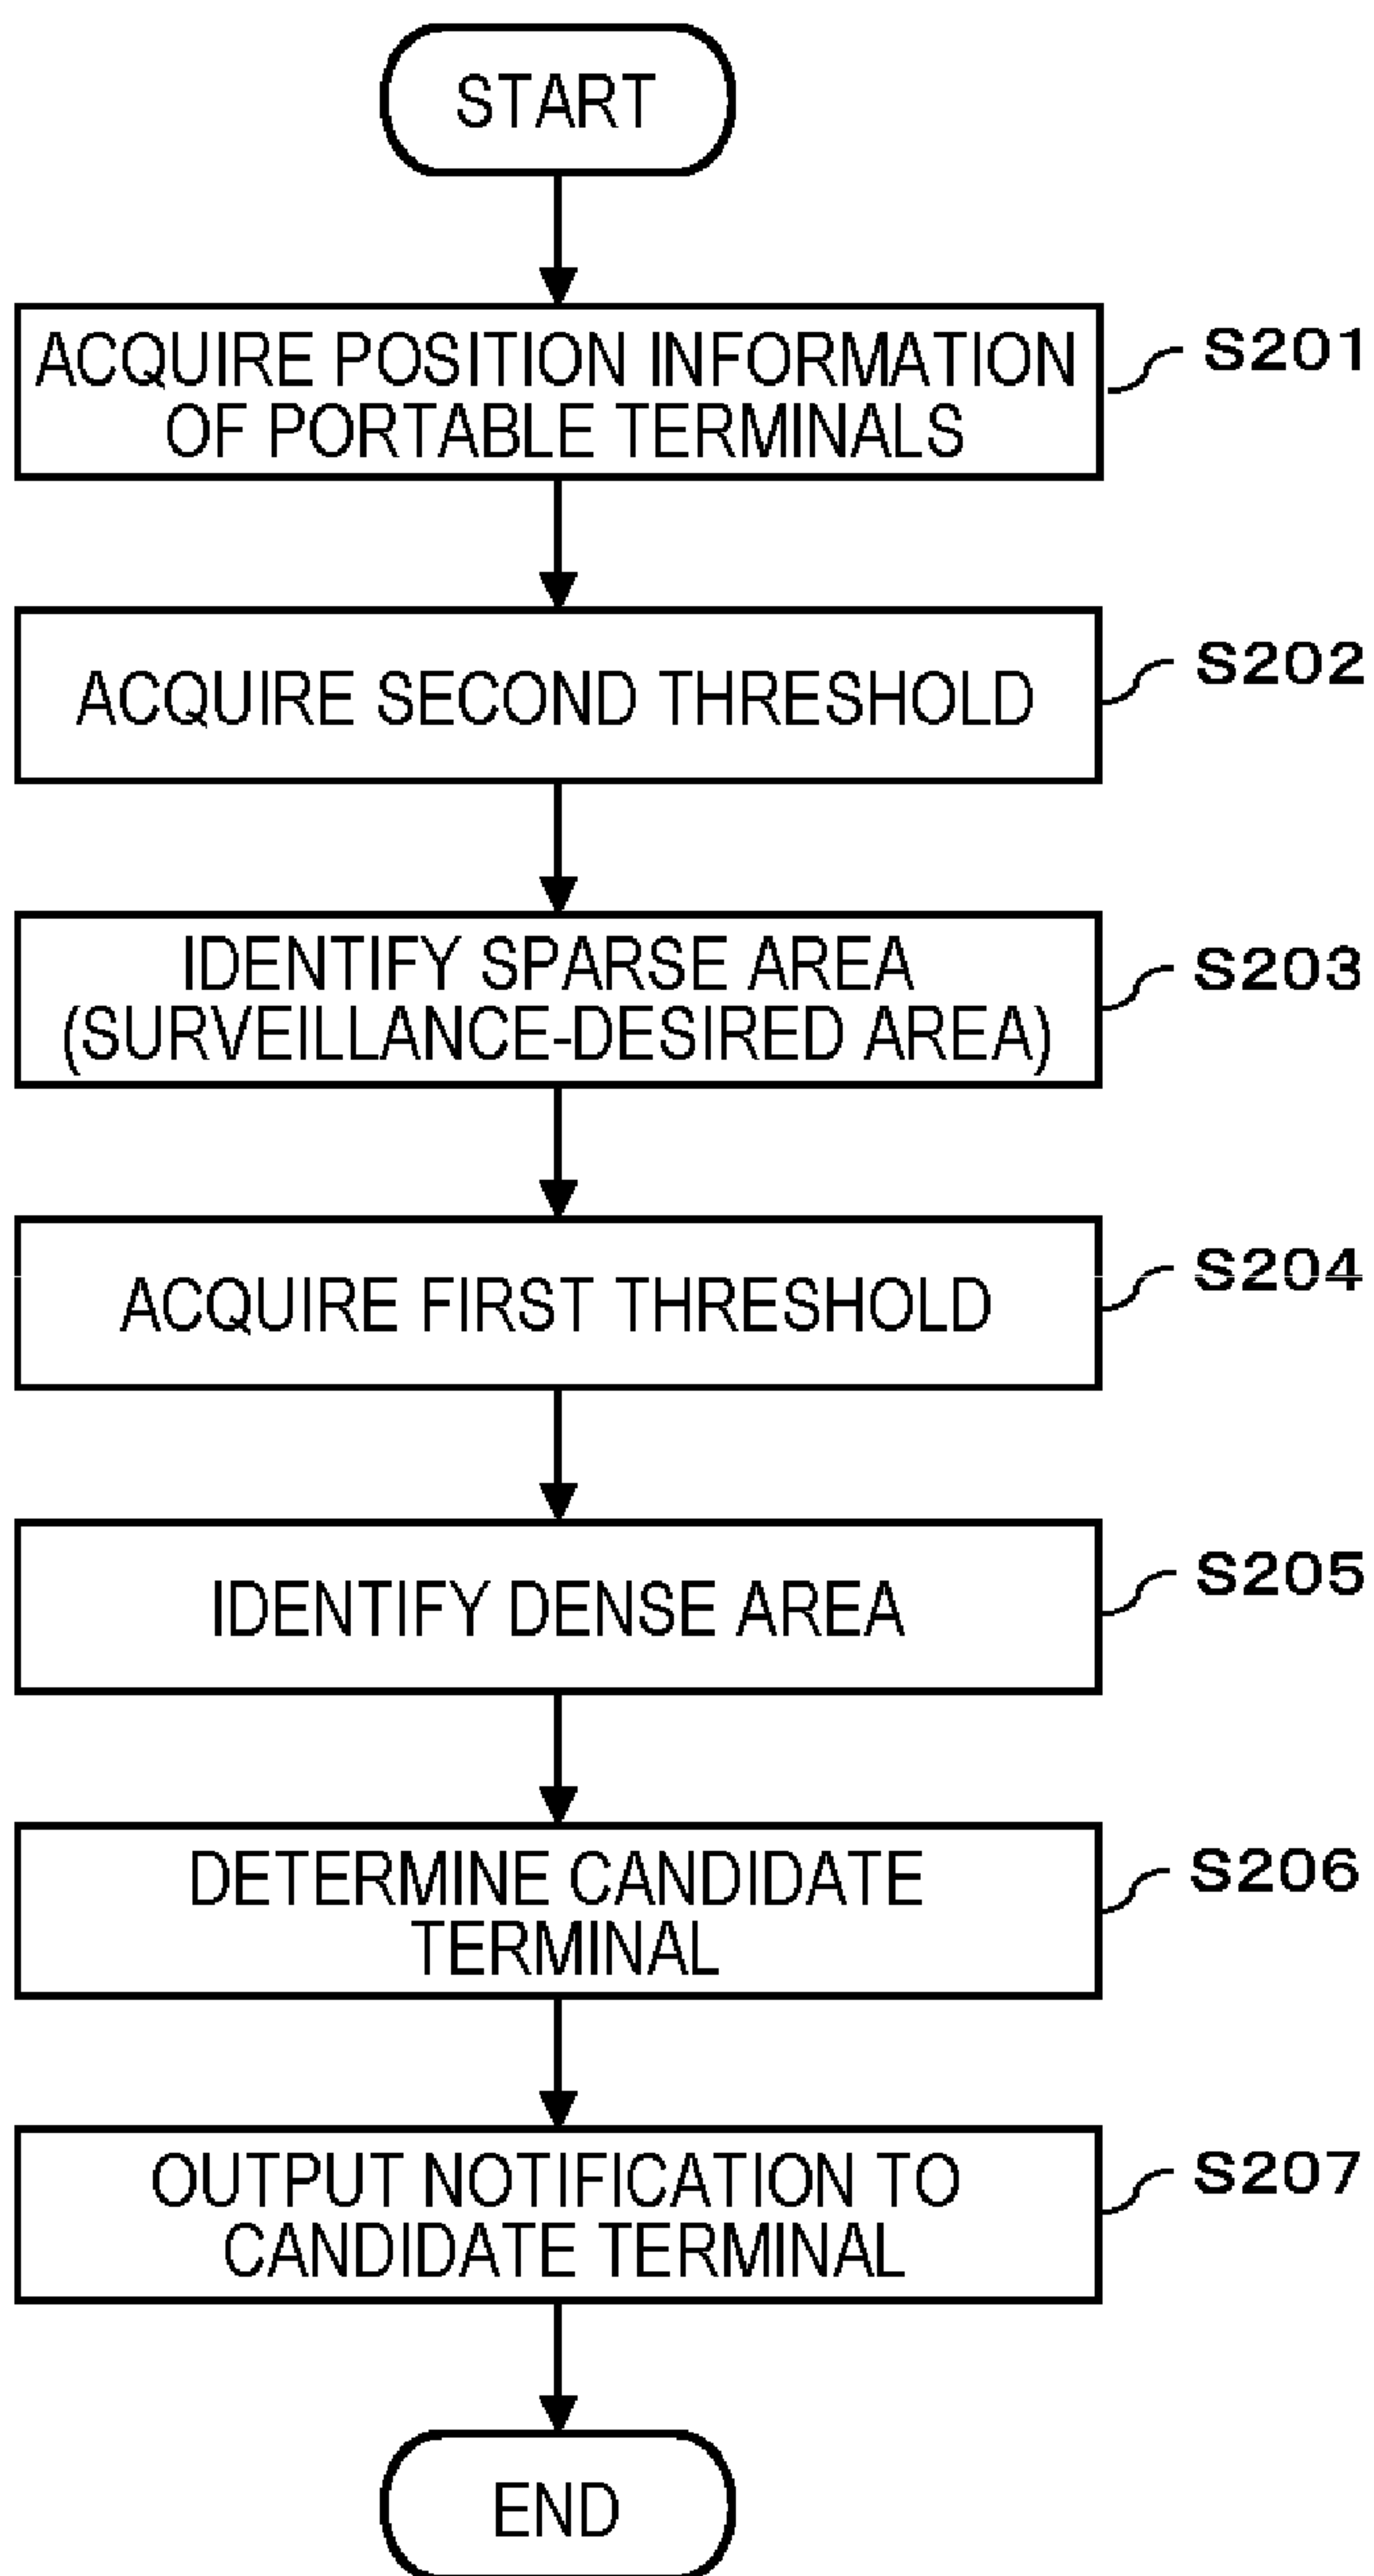 START
ACQUIRE POSITION INFORMATION
OF PORTABLE TERMINALS
S201
ACQUIRE SECOND THRESHOLD
S202
IDENTIFY SPARSE AREA
(SURVEILLANCE-DESIRED AREA)
S203
ACQUIRE FIRST THRESHOLD
S204
IDENTIFY DENSE AREA
S205
DETERMINE CANDIDATE
TERMINAL
S206
OUTPUT NOTIFICATION TO
CANDIDATE TERMINAL
S207
END